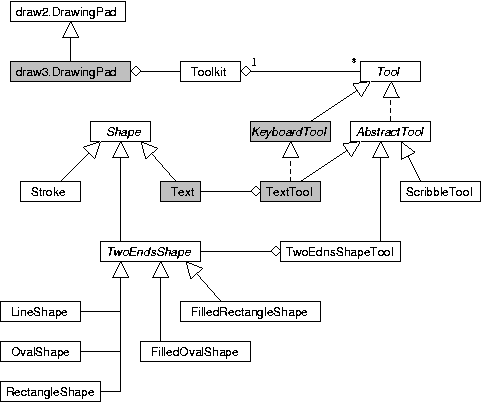 draw2.DrawingPad
draw3.DrawingPad
Toolkit
1
*
Tool
Shape
KeyboardTool
AbstractTool
Stroke
Text
TextTool
ScribbleTool
TwoEndsShape
TwoEdnsShapeTool
LineShape
FilledRectangleShape
OvalShape
FilledOvalShape
RectangleShape